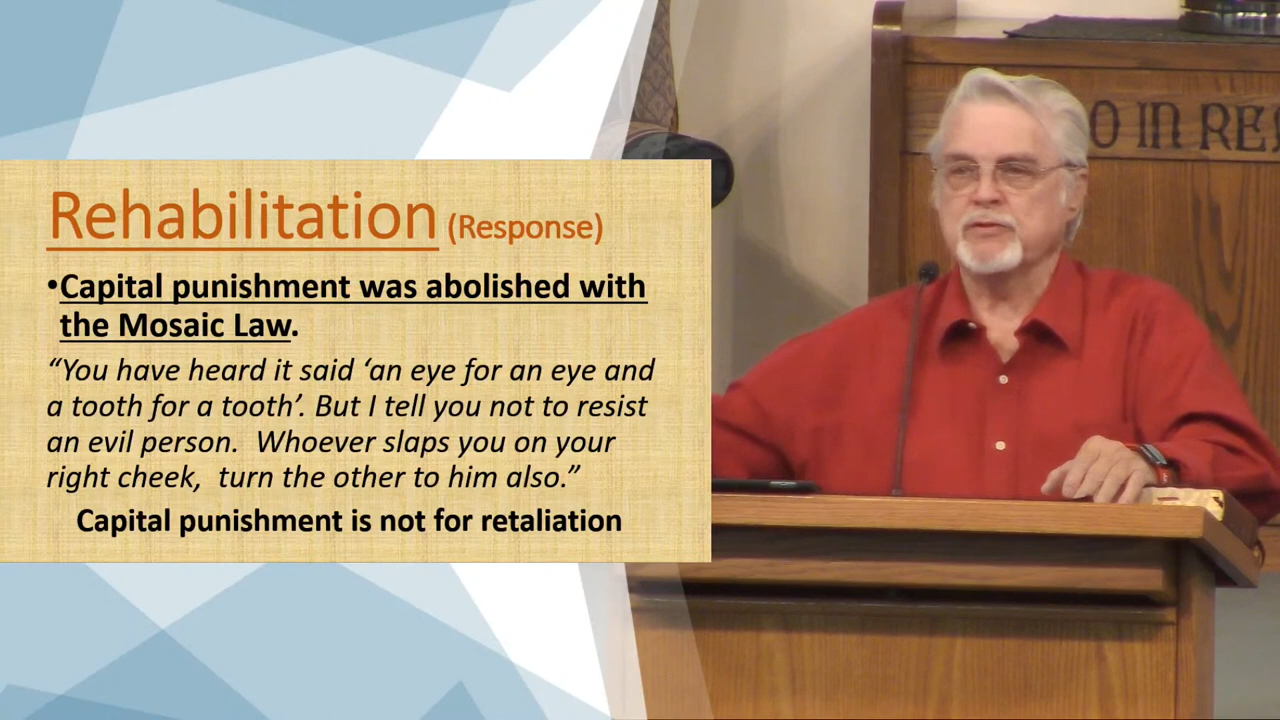 Rehabilitation (Response)
•Capital punishment was abolished with
the Mosaic Law.
“You have heard it said ‘an eye for an eye and
a tooth for a tooth’. But I tell you not to resist
an evil person. Whoever slaps you on your
right cheek, turn the other to him also.”
Capital punishment is not for retaliation
O IN RE